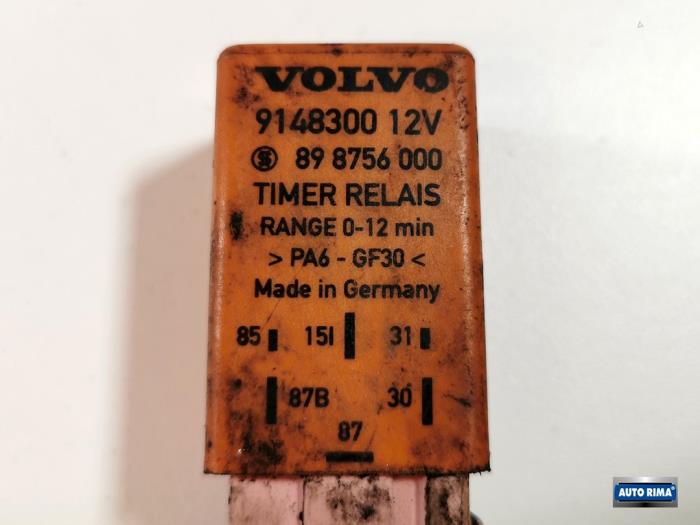 VOLVO
9148300 12V
89 8756 000
TIMER RELAIS
RANGE 0-12 min
> PA6 - GF30 <
Made in Germany
85 15I 31
87B 30
87
AUTO RIMA